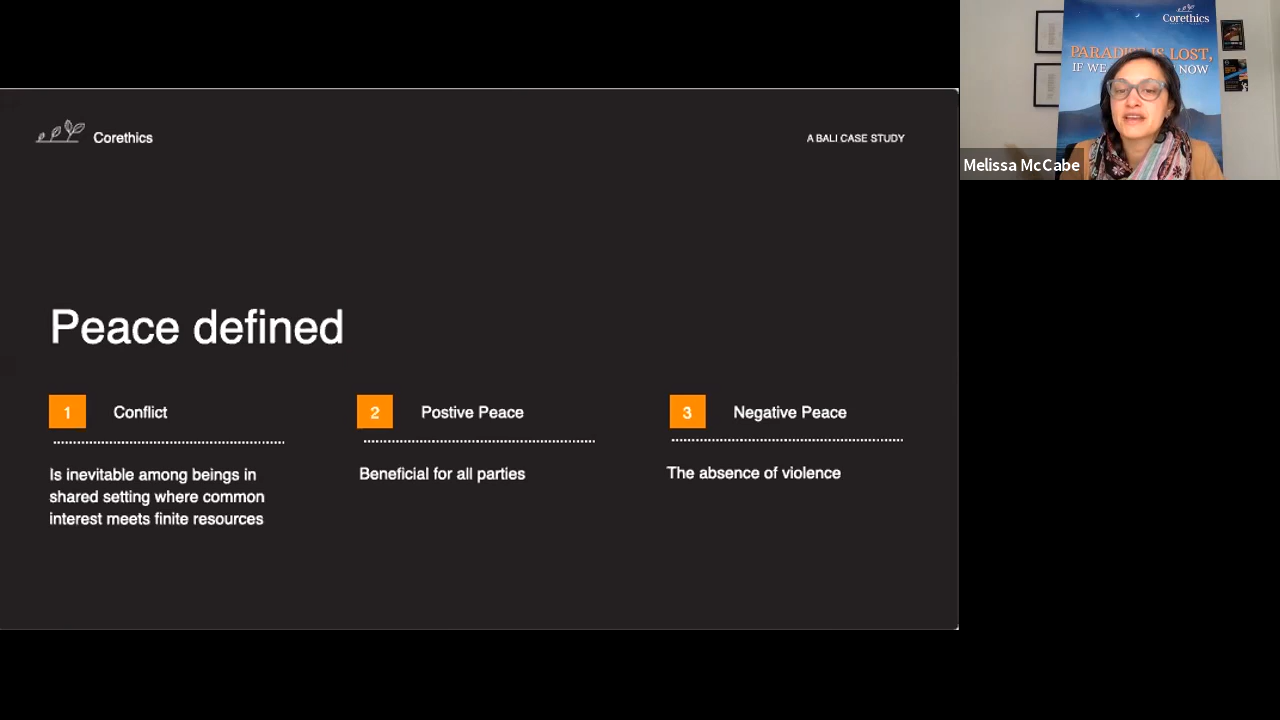 Corethics
A BALI CASE STUDY
Peace defined
1 Conflict
Is inevitable among beings in
shared setting where common
interest meets finite resources
2 Postive Peace
Beneficial for all parties
3 Negative Peace
The absence of violence
Corethics
PARADISE IS LOST,
IF WE
NOW
Melissa McCabe